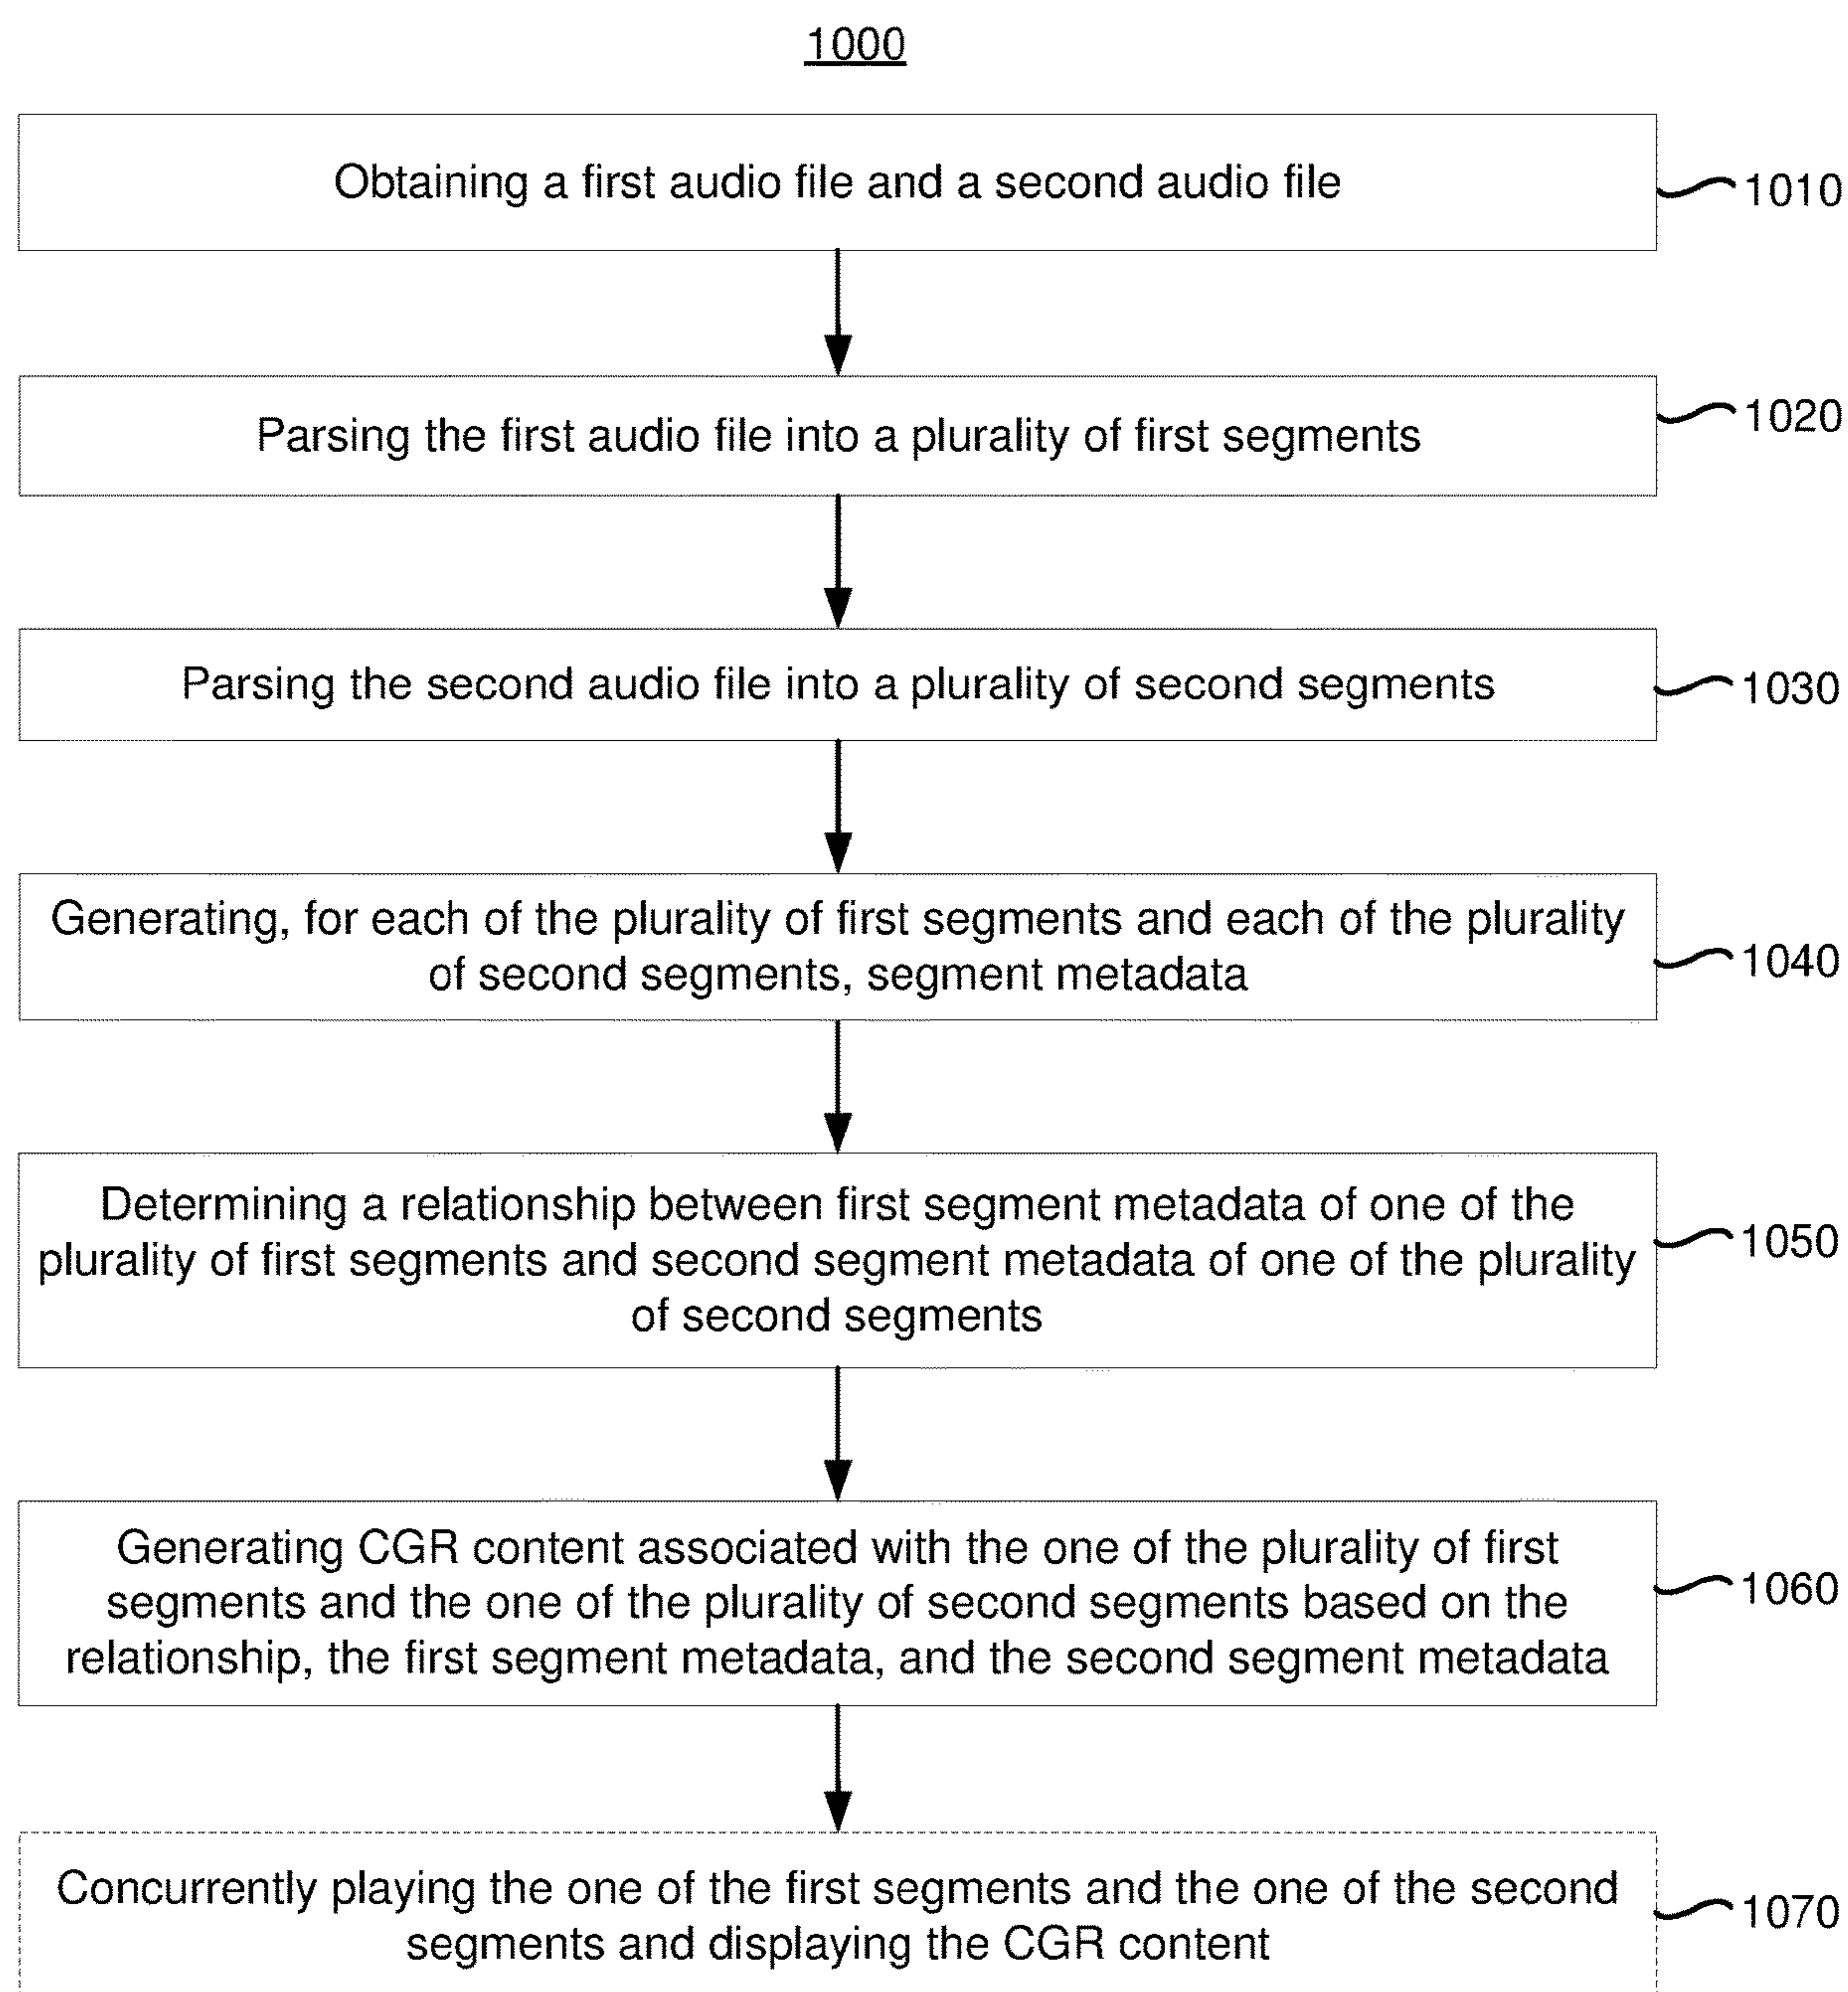 1000
Obtaining a first audio file and a second audio file
1010
Parsing the first audio file into a plurality of first segments
1020
Parsing the second audio file into a plurality of second segments
1030
Generating, for each of the plurality of first segments and each of the plurality
of second segments, segment metadata
1040
Determining a relationship between first segment metadata of one of the
plurality of first segments and second segment metadata of one of the plurality
of second segments
1050
Generating CGR content associated with the one of the plurality of first
segments and the one of the plurality of second segments based on the
relationship, the first segment metadata, and the second segment metadata
1060
Concurrently playing the one of the first segments and the one of the second
segments and displaying the CGR content
1070